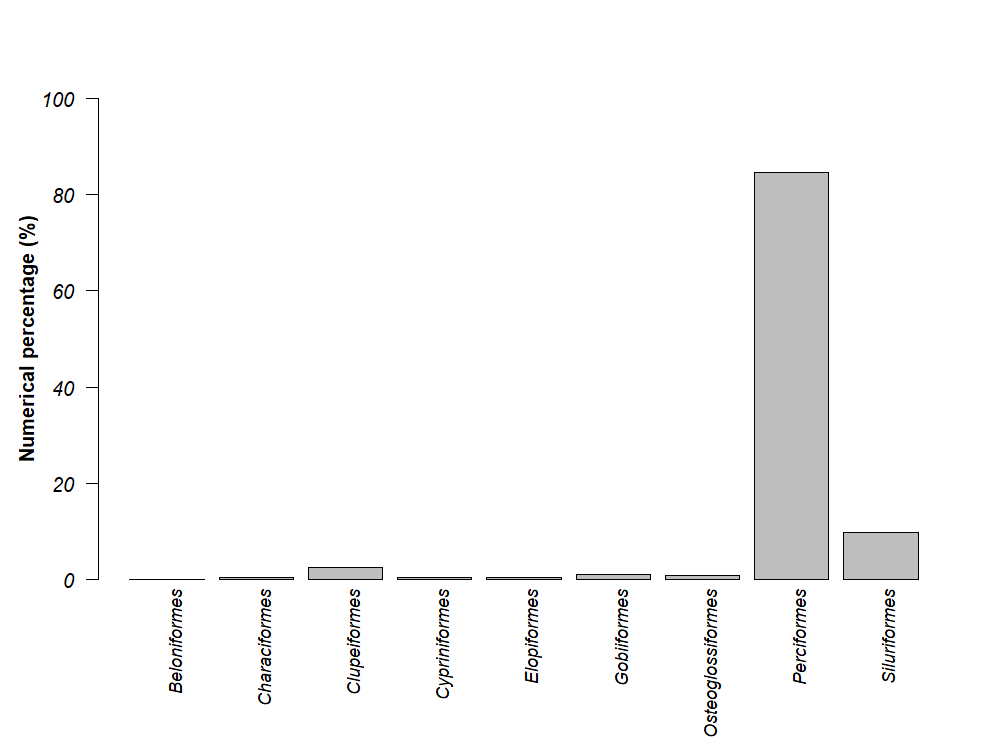 Numerical percentage (%)
100
80
60
40
20
0
Beloniformes
Characiformes
Clupeiformes
Cypriniformes
Elopiformes
Gobiiformes
Osteoglossiformes
Perciformes
Siluriformes